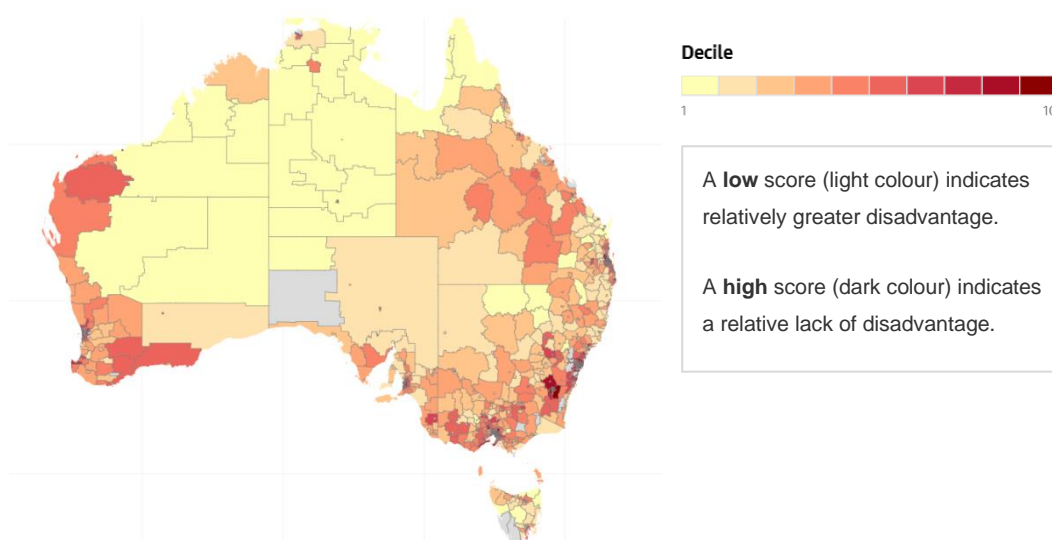 Decile
1 10
A low score (light colour) indicates
relatively greater disadvantage.
A high score (dark colour) indicates
a relative lack of disadvantage.